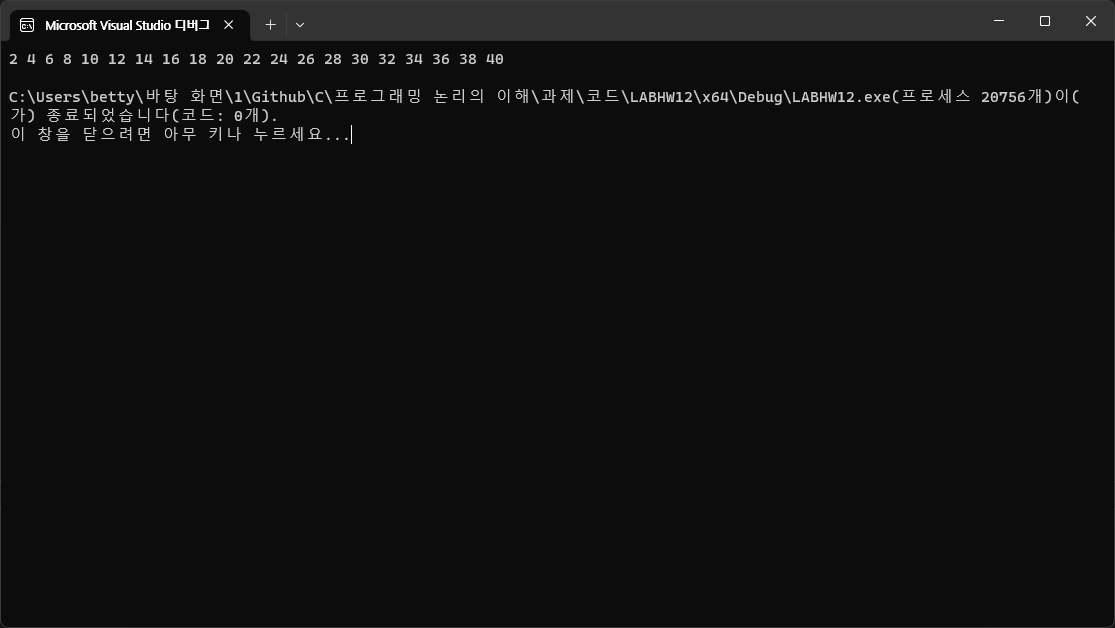 Microsoft Visual Studio 디버그
2 4 6 8 10 12 14 16 18 20 22 24 26 28 30 32 34 36 38 40
C:\Users\betty\바탕 화면\1\Github\C\프로그래밍 논리의 이해\과제\코드\LABHW12\x64\Debug\LABHW12.exe(프로세스 20756개)이(
가) 종료되었습니다(코드: 0개).
이 창을 닫으려면 아무 키나 누르세요...